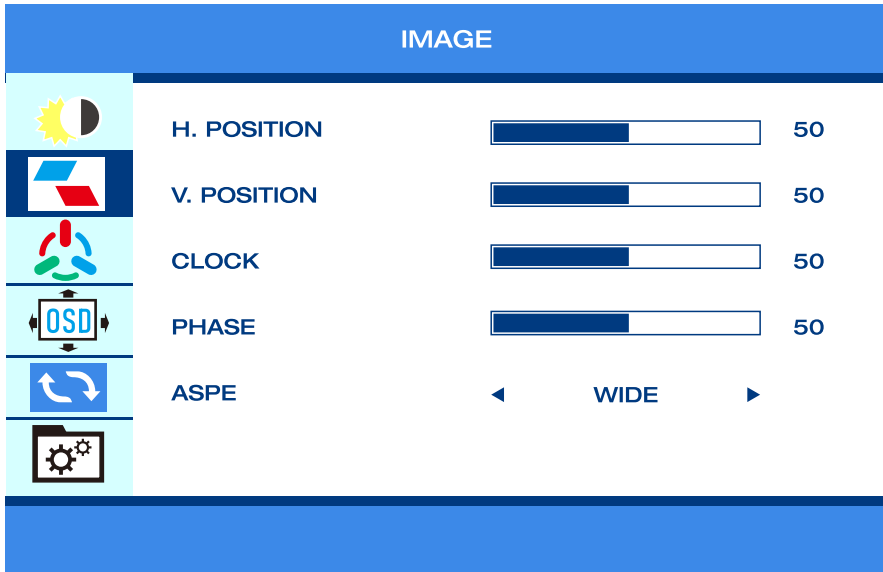 IMAGE
H. POSITION 50
V. POSITION 50
CLOCK 50
PHASE 50
OSD
ASPE WIDE